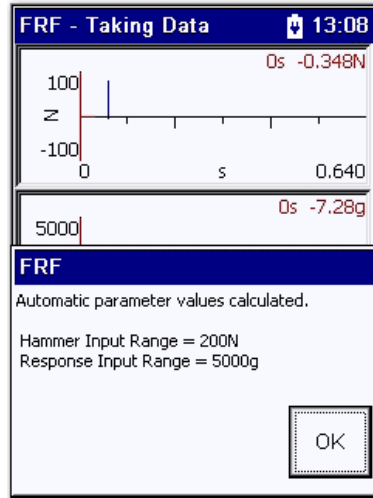 FRF - Taking Data 13:08
0s -0.348N
100
N
-100
0 s 0.640
0s -7.28g
5000
FRF
Automatic parameter values calculated.
Hammer Input Range = 200N
Response Input Range = 5000g
OK